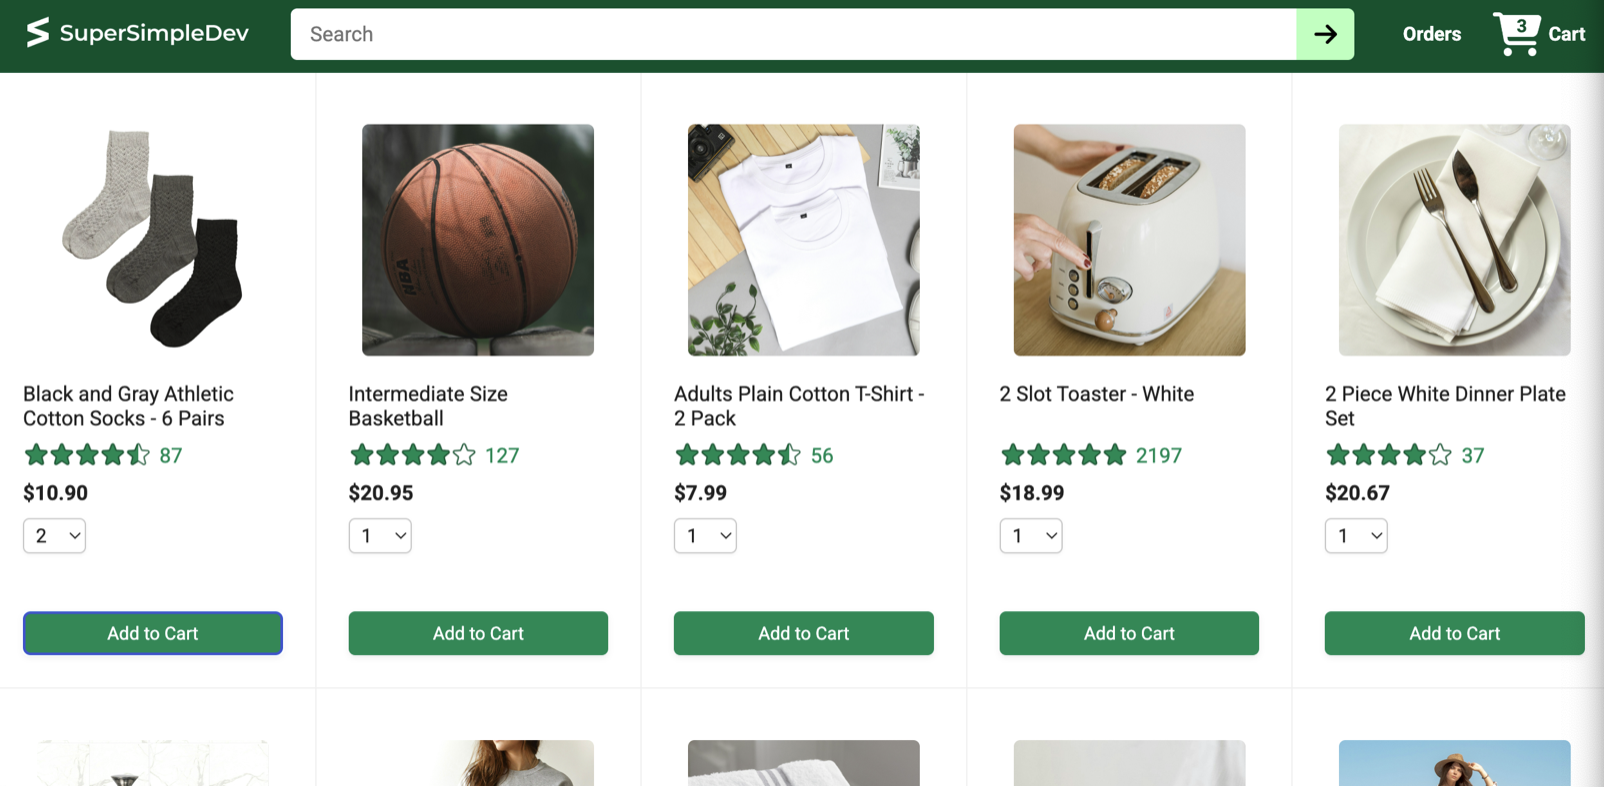 SuperSimpleDev
Search
Orders
3
Cart
NBA
Black and Gray Athletic
Cotton Socks - 6 Pairs
87
$10.90
2
Add to Cart
Intermediate Size
Basketball
127
$20.95
1
Add to Cart
Adults Plain Cotton T-Shirt -
2 Pack
56
$7.99
1
Add to Cart
2 Slot Toaster - White
2197
$18.99
1
Add to Cart
2 Piece White Dinner Plate
Set
37
$20.67
1
Add to Cart